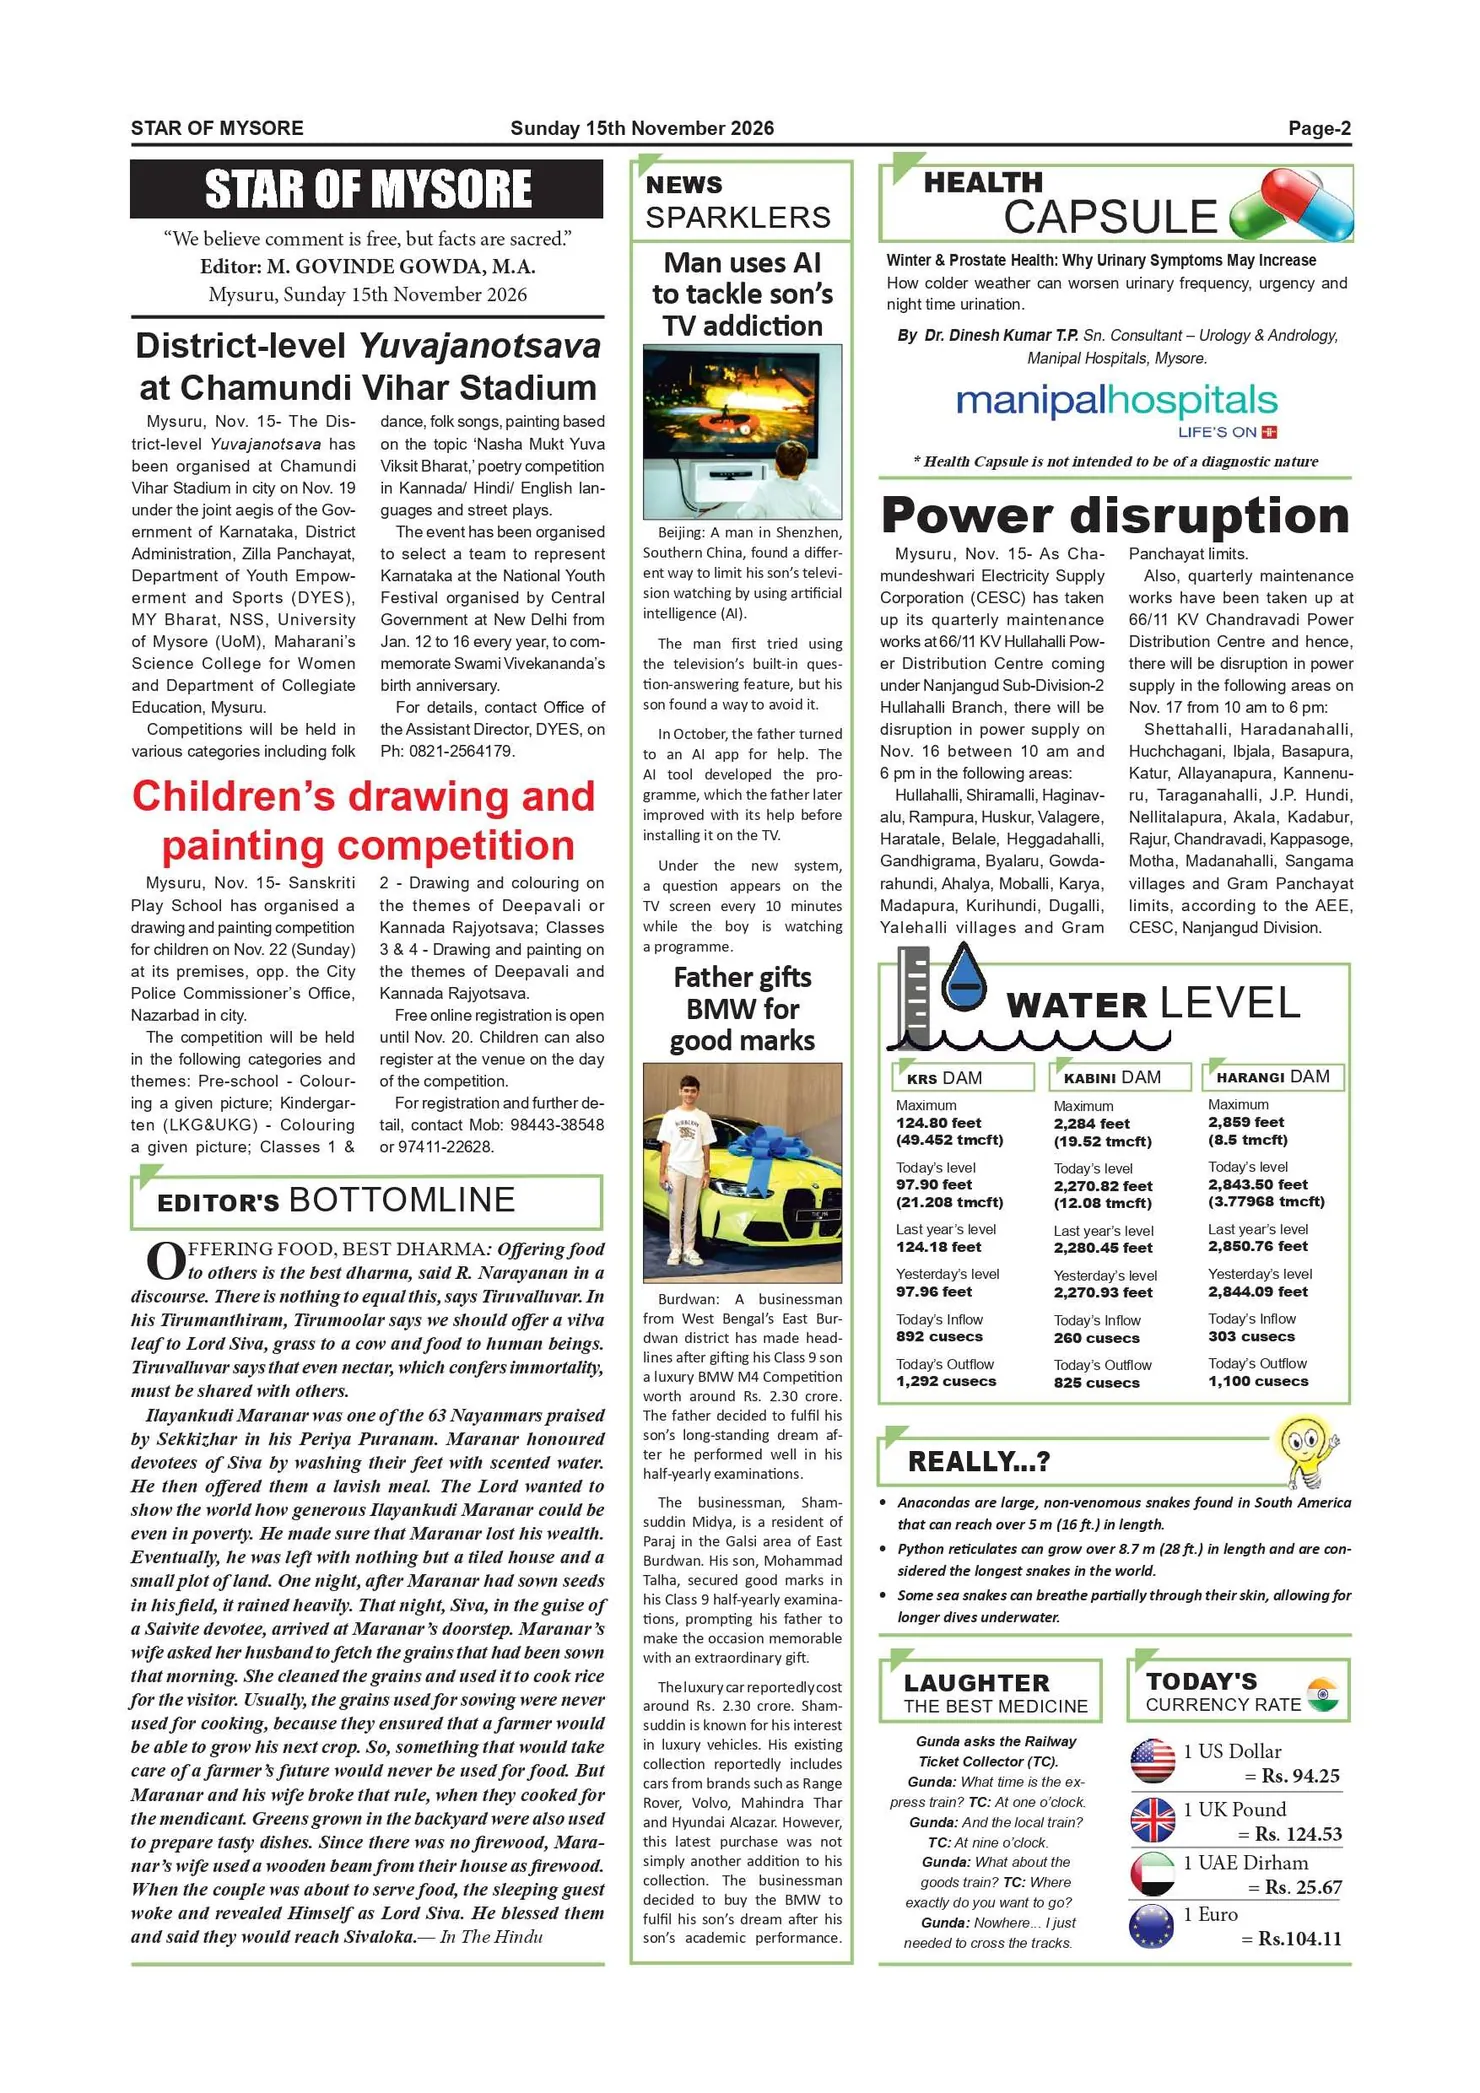 STAR OF MYSORE
Sunday 15th November 2026
Page-2
STAR OF MYSORE
“We believe comment is free, but facts are sacred.”
Editor: M. GOVINDE GOWDA, M.A.
Mysuru, Sunday 15th November 2026
District-level Yuvajanotsava
at Chamundi Vihar Stadium
Mysuru, Nov. 15- The Dis-
trict-level Yuvajanotsava has
been organised at Chamundi
Vihar Stadium in city on Nov. 19
under the joint aegis of the Gov-
ernment of Karnataka, District
Administration, Zilla Panchayat,
Department of Youth Empow-
erment and Sports (DYES),
MY Bharat, NSS, University
of Mysore (UoM), Maharani’s
Science College for Women
and Department of Collegiate
Education, Mysuru.
Competitions will be held in
various categories including folk
dance, folk songs, painting based
on the topic ‘Nasha Mukt Yuva
Viksit Bharat,’ poetry competition
in Kannada/ Hindi/ English lan-
guages and street plays.
The event has been organised
to select a team to represent
Karnataka at the National Youth
Festival organised by Central
Government at New Delhi from
Jan. 12 to 16 every year, to com-
memorate Swami Vivekananda’s
birth anniversary.
For details, contact Office of
the Assistant Director, DYES, on
Ph: 0821-2564179.
Children’s drawing and
painting competition
Mysuru, Nov. 15- Sanskriti
Play School has organised a
drawing and painting competition
for children on Nov. 22 (Sunday)
at its premises, opp. the City
Police Commissioner’s Office,
Nazarbad in city.
The competition will be held
in the following categories and
themes: Pre-school - Colour-
ing a given picture; Kindergar-
ten (LKG&UKG) - Colouring
a given picture; Classes 1 &
2 - Drawing and colouring on
the themes of Deepavali or
Kannada Rajyotsava; Classes
3 & 4 - Drawing and painting on
the themes of Deepavali and
Kannada Rajyotsava.
Free online registration is open
until Nov. 20. Children can also
register at the venue on the day
of the competition.
For registration and further de-
tail, contact Mob: 98443-38548
or 97411-22628.
EDITOR'S BOTTOMLINE
OFFERING FOOD, BEST DHARMA: Offering food
to others is the best dharma, said R. Narayanan in a
discourse. There is nothing to equal this, says Tiruvalluvar. In
his Tirumanthiram, Tirumoolar says we should offer a vilva
leaf to Lord Siva, grass to a cow and food to human beings.
Tiruvalluvar says that even nectar, which confers immortality,
must be shared with others.
Ilayankudi Maranar was one of the 63 Nayanmars praised
by Sekkizhar in his Periya Puranam. Maranar honoured
devotees of Siva by washing their feet with scented water.
He then offered them a lavish meal. The Lord wanted to
show the world how generous Ilayankudi Maranar could be
even in poverty. He made sure that Maranar lost his wealth.
Eventually, he was left with nothing but a tiled house and a
small plot of land. One night, after Maranar had sown seeds
in his field, it rained heavily. That night, Siva, in the guise of
a Saivite devotee, arrived at Maranar’s doorstep. Maranar’s
wife asked her husband to fetch the grains that had been sown
that morning. She cleaned the grains and used it to cook rice
for the visitor. Usually, the grains used for sowing were never
used for cooking, because they ensured that a farmer would
be able to grow his next crop. So, something that would take
care of a farmer’s future would never be used for food. But
Maranar and his wife broke that rule, when they cooked for
the mendicant. Greens grown in the backyard were also used
to prepare tasty dishes. Since there was no firewood, Mara-
nar’s wife used a wooden beam from their house as firewood.
When the couple was about to serve food, the sleeping guest
woke and revealed Himself as Lord Siva. He blessed them
and said they would reach Sivaloka.— In The Hindu
NEWS
SPARKLERS
Man uses AI
to tackle son’s
TV addiction
Beijing: A man in Shenzhen,
Southern China, found a differ-
ent way to limit his son’s televi-
sion watching by using artificial
intelligence (AI).
The man first tried using
the television’s built-in ques-
tion-answering feature, but his
son found a way to avoid it.
In October, the father turned
to an AI app for help. The
AI tool developed the pro-
gramme, which the father later
improved with its help before
installing it on the TV.
Under the new system,
a question appears on the
TV screen every 10 minutes
while the boy is watching
a programme.
Father gifts
BMW for
good marks
BURBERRY
Burdwan: A businessman
from West Bengal’s East Bur-
dwan district has made head-
lines after gifting his Class 9 son
a luxury BMW M4 Competition
worth around Rs. 2.30 crore.
The father decided to fulfil his
son’s long-standing dream af-
ter he performed well in his
half-yearly examinations.
The businessman, Sham-
suddin Midya, is a resident of
Paraj in the Galsi area of East
Burdwan. His son, Mohammad
Talha, secured good marks in
his Class 9 half-yearly examina-
tions, prompting his father to
make the occasion memorable
with an extraordinary gift.
The luxury car reportedly cost
around Rs. 2.30 crore. Sham-
suddin is known for his interest
in luxury vehicles. His existing
collection reportedly includes
cars from brands such as Range
Rover, Volvo, Mahindra Thar
and Hyundai Alcazar. However,
this latest purchase was not
simply another addition to his
collection. The businessman
decided to buy the BMW to
fulfil his son’s dream after his
son’s academic performance.
HEALTH
CAPSULE
Winter & Prostate Health: Why Urinary Symptoms May Increase
How colder weather can worsen urinary frequency, urgency and
night time urination.
By Dr. Dinesh Kumar T.P. Sn. Consultant – Urology & Andrology,
Manipal Hospitals, Mysore.
manipalhospitals
LIFE’S ON
* Health Capsule is not intended to be of a diagnostic nature
Power disruption
Mysuru, Nov. 15- As Cha-
mundeshwari Electricity Supply
Corporation (CESC) has taken
up its quarterly maintenance
works at 66/11 KV Hullahalli Pow-
er Distribution Centre coming
under Nanjangud Sub-Division-2
Hullahalli Branch, there will be
disruption in power supply on
Nov. 16 between 10 am and
6 pm in the following areas:
Hullahalli, Shiramalli, Haginav-
alu, Rampura, Huskur, Valagere,
Haratale, Belale, Heggadahalli,
Gandhigrama, Byalaru, Gowda-
rahundi, Ahalya, Moballi, Karya,
Madapura, Kurihundi, Dugalli,
Yalehalli villages and Gram
Panchayat limits.
Also, quarterly maintenance
works have been taken up at
66/11 KV Chandravadi Power
Distribution Centre and hence,
there will be disruption in power
supply in the following areas on
Nov. 17 from 10 am to 6 pm:
Shettahalli, Haradanahalli,
Huchchagani, Ibjala, Basapura,
Katur, Allayanapura, Kannenu-
ru, Taraganahalli, J.P. Hundi,
Nellitalapura, Akala, Kadabur,
Rajur, Chandravadi, Kappasoge,
Motha, Madanahalli, Sangama
villages and Gram Panchayat
limits, according to the AEE,
CESC, Nanjangud Division.
WATER LEVEL
KRS DAM
Maximum
124.80 feet
(49.452 tmcft)
Today’s level
97.90 feet
(21.208 tmcft)
Last year’s level
124.18 feet
Yesterday’s level
97.96 feet
Today’s Inflow
892 cusecs
Today’s Outflow
1,292 cusecs
KABINI DAM
Maximum
2,284 feet
(19.52 tmcft)
Today’s level
2,270.82 feet
(12.08 tmcft)
Last year’s level
2,280.45 feet
Yesterday’s level
2,270.93 feet
Today’s Inflow
260 cusecs
Today’s Outflow
825 cusecs
HARANGI DAM
Maximum
2,859 feet
(8.5 tmcft)
Today’s level
2,843.50 feet
(3.77968 tmcft)
Last year’s level
2,850.76 feet
Yesterday’s level
2,844.09 feet
Today’s Inflow
303 cusecs
Today’s Outflow
1,100 cusecs
REALLY...?
• Anacondas are large, non-venomous snakes found in South America
that can reach over 5 m (16 ft.) in length.
• Python reticulates can grow over 8.7 m (28 ft.) in length and are con-
sidered the longest snakes in the world.
• Some sea snakes can breathe partially through their skin, allowing for
longer dives underwater.
LAUGHTER
THE BEST MEDICINE
Gunda asks the Railway
Ticket Collector (TC).
Gunda: What time is the ex-
press train? TC: At one o’clock.
Gunda: And the local train?
TC: At nine o’clock.
Gunda: What about the
goods train? TC: Where
exactly do you want to go?
Gunda: Nowhere... I just
needed to cross the tracks.
TODAY'S
CURRENCY RATE
1 US Dollar
= Rs. 94.25
1 UK Pound
= Rs. 124.53
1 UAE Dirham
= Rs. 25.67
1 Euro
= Rs.104.11